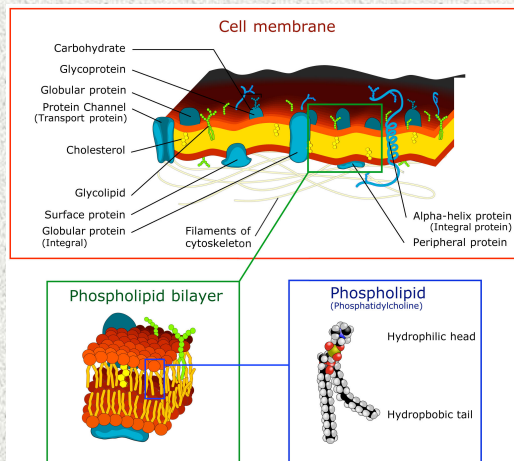 Cell membrane
Carbohydrate
Glycoprotein
Globular protein
Protein Channel
(Transport protein)
Cholesterol
Glycolipid
Surface protein
Globular protein
(Integral)
Filaments of
cytoskeleton
Alpha-helix protein
(Integral protein)
Peripheral protein
Phospholipid bilayer
Phospholipid
(Phosphatidylcholine)
Hydrophilic head
Hydropbobic tail